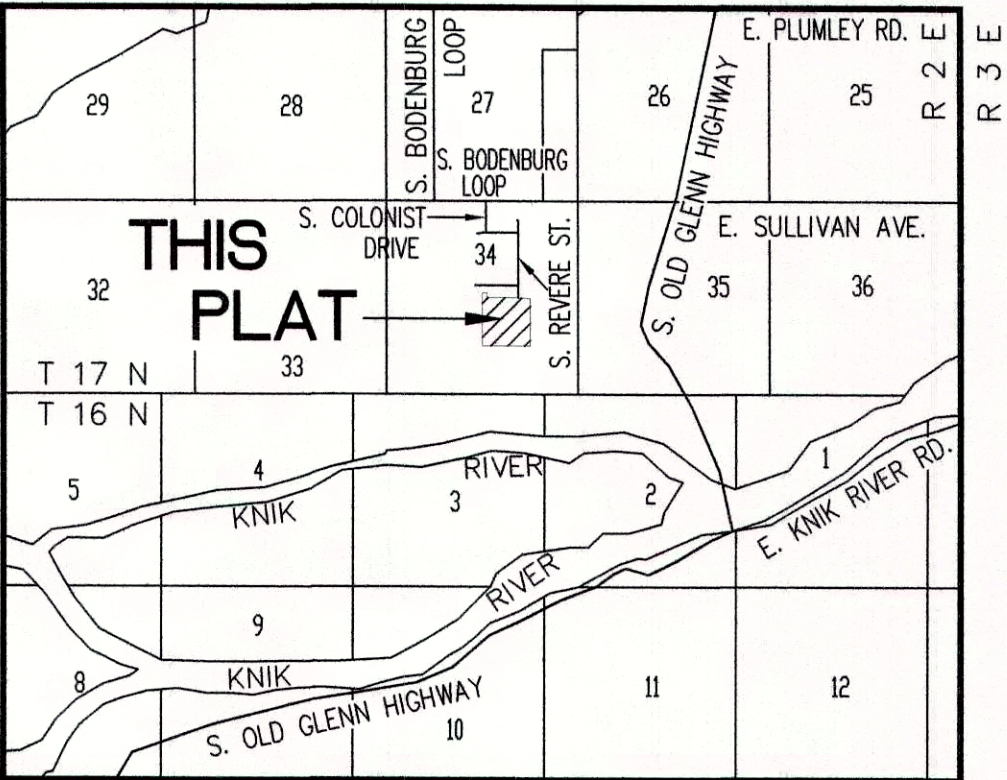 S. BODENBURG
LOOP
E. PLUMLEY RD.
R 2 E
R 3 E
29
28
27
26
25
S. OLD GLENN HIGHWAY
S. BODENBURG
LOOP
THIS
PLAT
S. COLONIST
DRIVE
34
S. REVERE ST.
E. SULLIVAN AVE.
32
33
35
36
T 17 N
T 16 N
5
4
KNIK
RIVER
3
2
1
E. KNIK RIVER RD.
RIVER
9
8
KNIK
S. OLD GLENN HIGHWAY
10
11
12